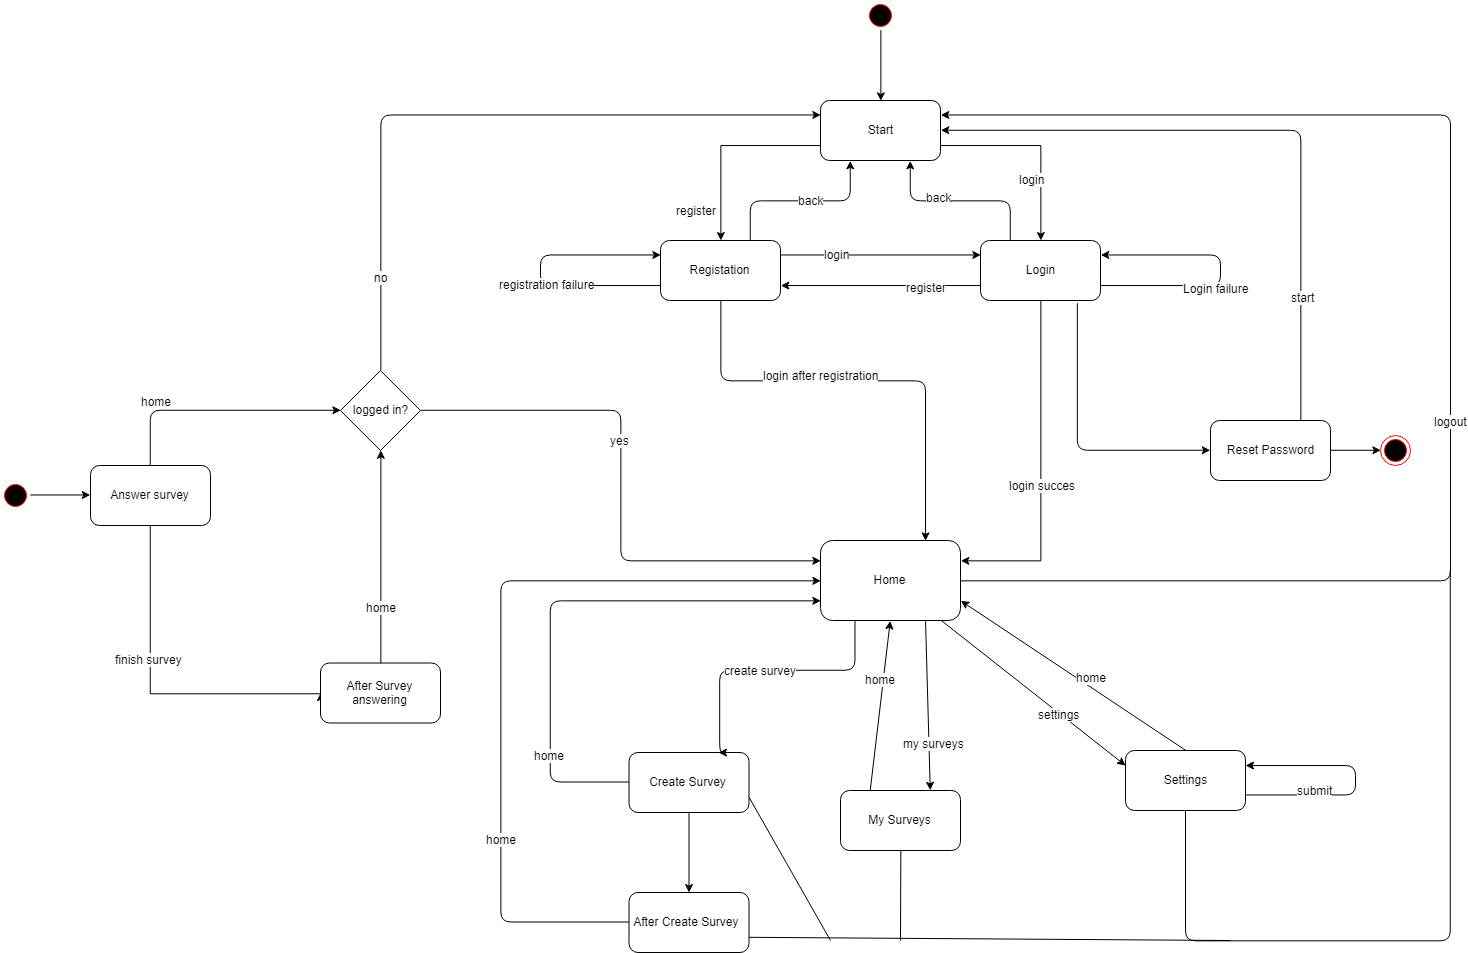 Start
login
back
back
register
login
Registation
Login
registration failure
register
Login failure
no
start
login after registration
home
logged in?
logout
yes
Reset Password
login succes
Answer survey
Home
home
finish survey
create survey
home
home
After Survey
answering
settings
my surveys
home
Create Survey
Settings
submit
My Surveys
home
After Create Survey